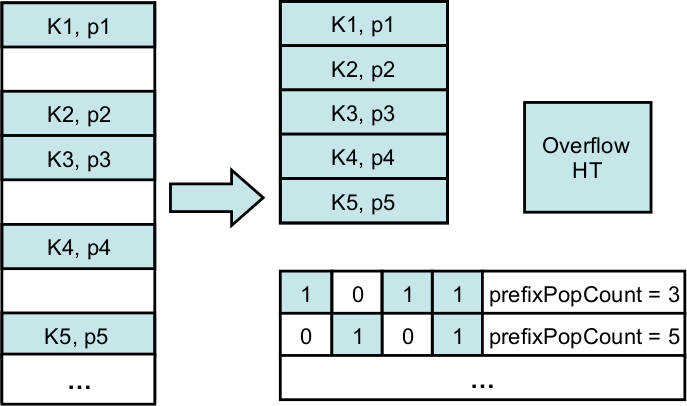 K1, p1
K2, p2
K3, p3
K4, p4
K5, p5
...
K1, p1
K2, p2
K3, p3
K4, p4
K5, p5
Overflow
HT
1 0 1 1 prefixPopCount = 3
0 1 0 1 prefixPopCount = 5
...